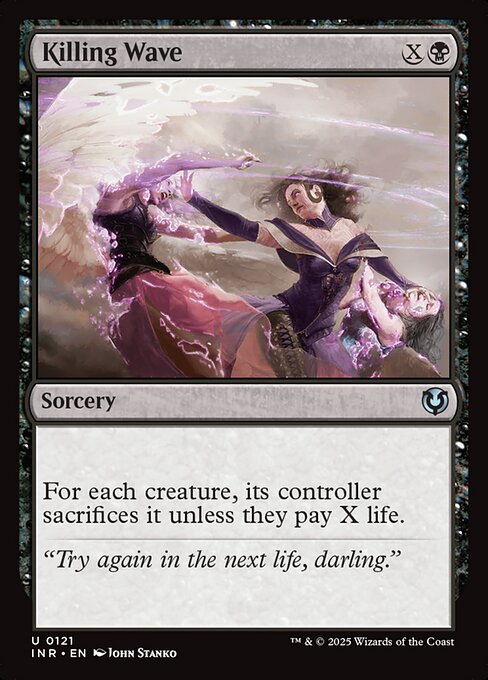 Killing Wave X
Sorcery
For each creature, its controller
sacrifices it unless they pay X life.
“Try again in the next life, darling.”
U 0121 ™ & © 2025 Wizards of the Coast
INR • EN John Stanko